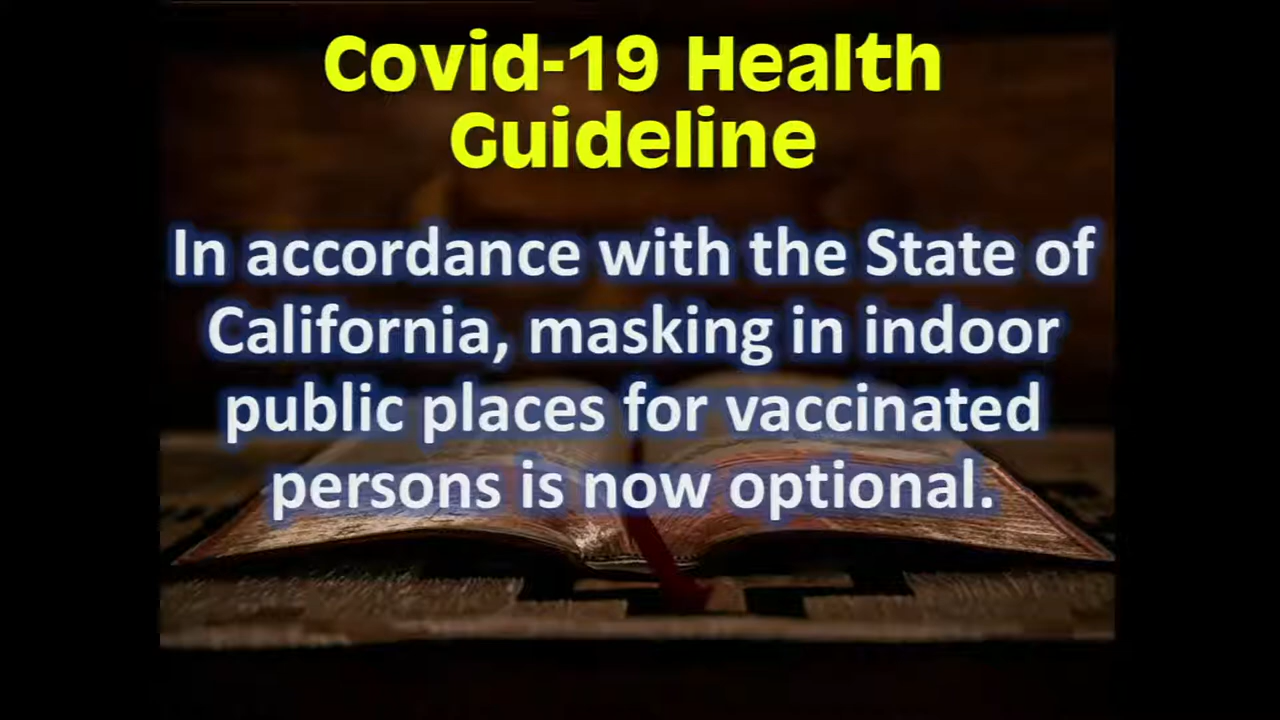 Covid-19 Health
Guideline
In accordance with the State of
California, masking in indoor
public places for vaccinated
persons is now optional.